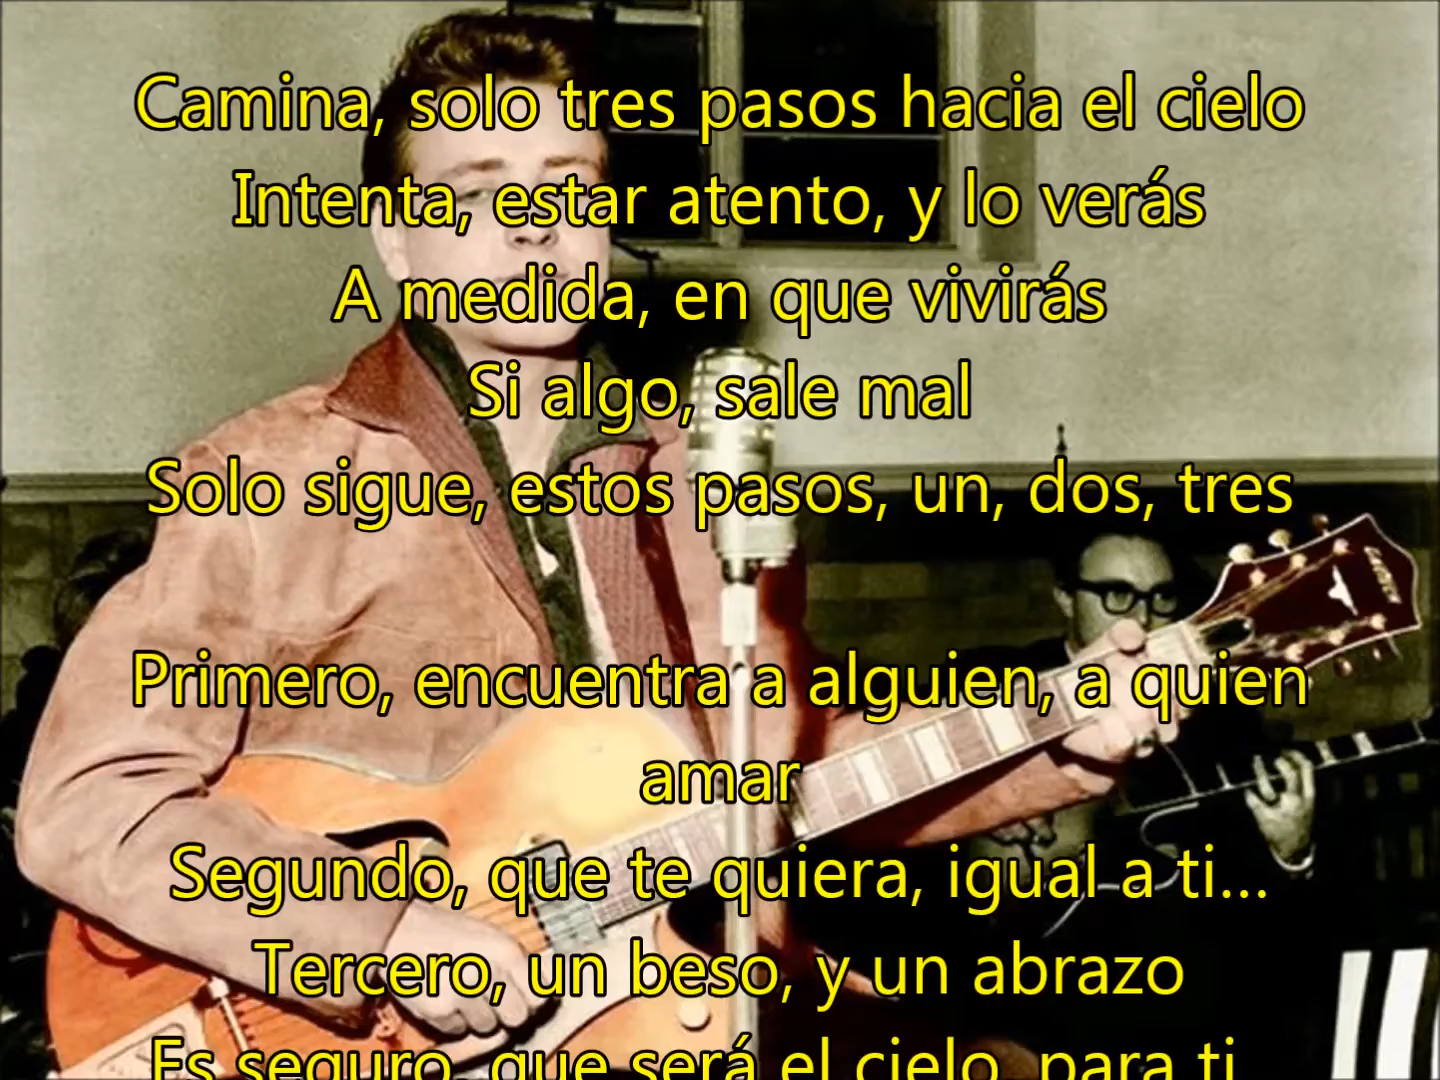 Camina, solo tres pasos hacia el cielo
Intenta, estar atento, y lo verás
A medida, en que vivirás
Si algo, sale mal
Solo sigue, estos pasos, un, dos, tres
Primero, encuentra a alguien, a quien
amar
Segundo, que te quiera, igual a ti...
Tercero, un beso, y un abrazo
Es seguro, que será el cielo, para ti